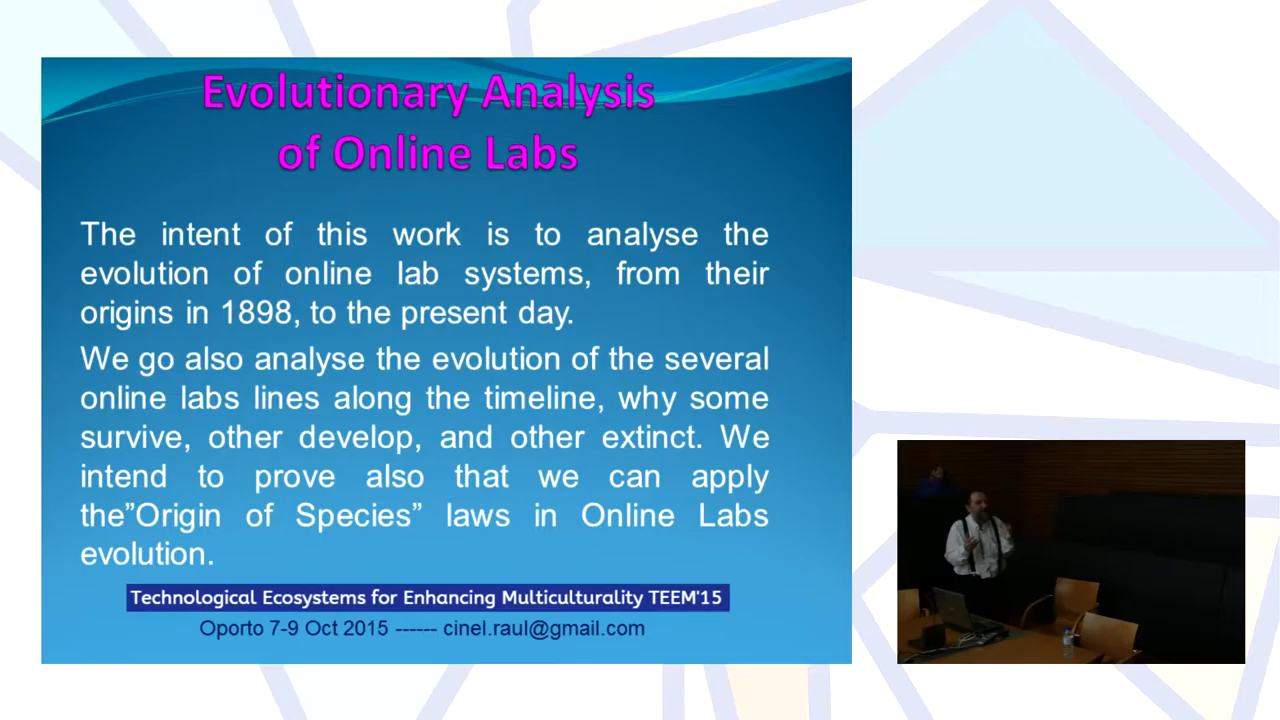 Evolutionary Analysis
of Online Labs
The intent of this work is to analyse the
evolution of online lab systems, from their
origins in 1898, to the present day.
We go also analyse the evolution of the several
online labs lines along the timeline, why some
survive, other develop, and other extinct. We
intend to prove also that we can apply
the”Origin of Species” laws in Online Labs
evolution.
Technological Ecosystems for Enhancing Multiculturality TEEM'15
Oporto 7-9 Oct 2015 ------ cinel.raul@gmail.com